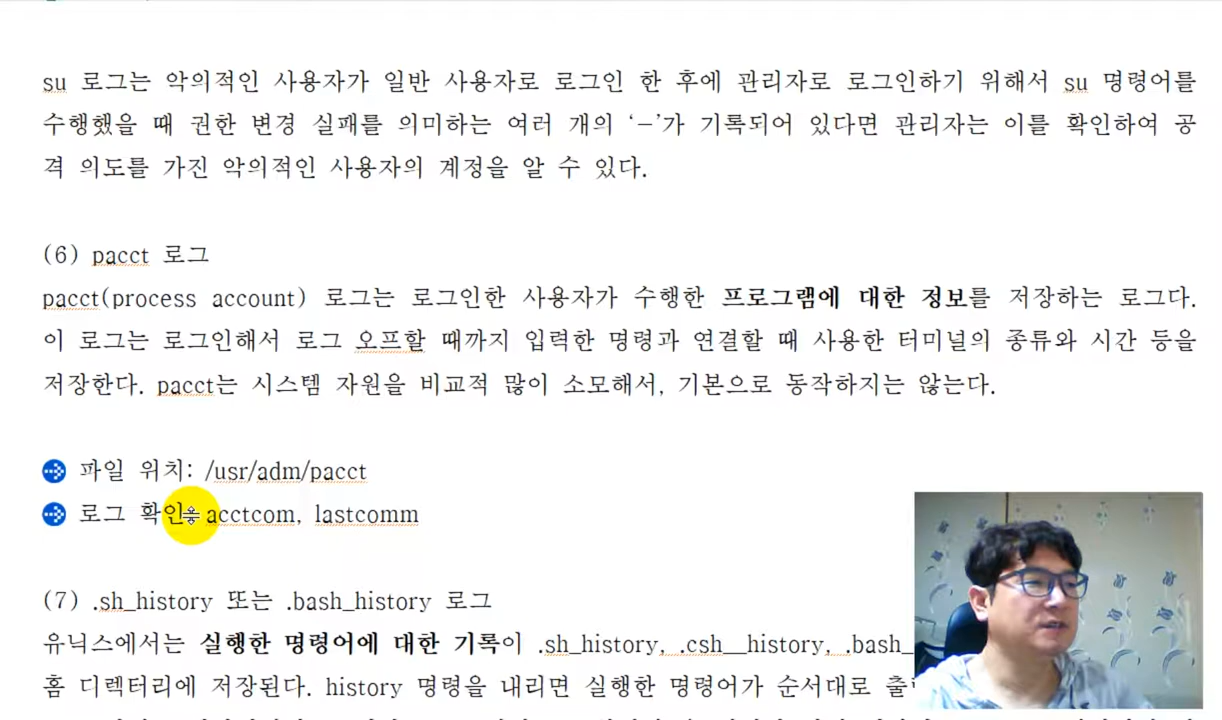 su 로그는 악의적인 사용자가 일반 사용자로 로그인 한 후에 관리자로 로그인하기 위해서 su 명령어를
수행했을 때 권한 변경 실패를 의미하는 여러 개의 ‘–’가 기록되어 있다면 관리자는 이를 확인하여 공
격 의도를 가진 악의적인 사용자의 계정을 알 수 있다.
(6) pacct 로그
pacct(process account) 로그는 로그인한 사용자가 수행한 프로그램에 대한 정보를 저장하는 로그다.
이 로그는 로그인해서 로그 오프할 때까지 입력한 명령과 연결할 때 사용한 터미널의 종류와 시간 등을
저장한다. pacct는 시스템 자원을 비교적 많이 소모해서, 기본으로 동작하지는 않는다.
파일 위치: /usr/adm/pacct
로그 확인: acctcom, lastcomm
(7) .sh_history 또는 .bash_history 로그
유닉스에서는 실행한 명령어에 대한 기록이 .sh_history, .csh__history, .bash_
홈 디렉터리에 저장된다. history 명령을 내리면 실행한 명령어가 순서대로